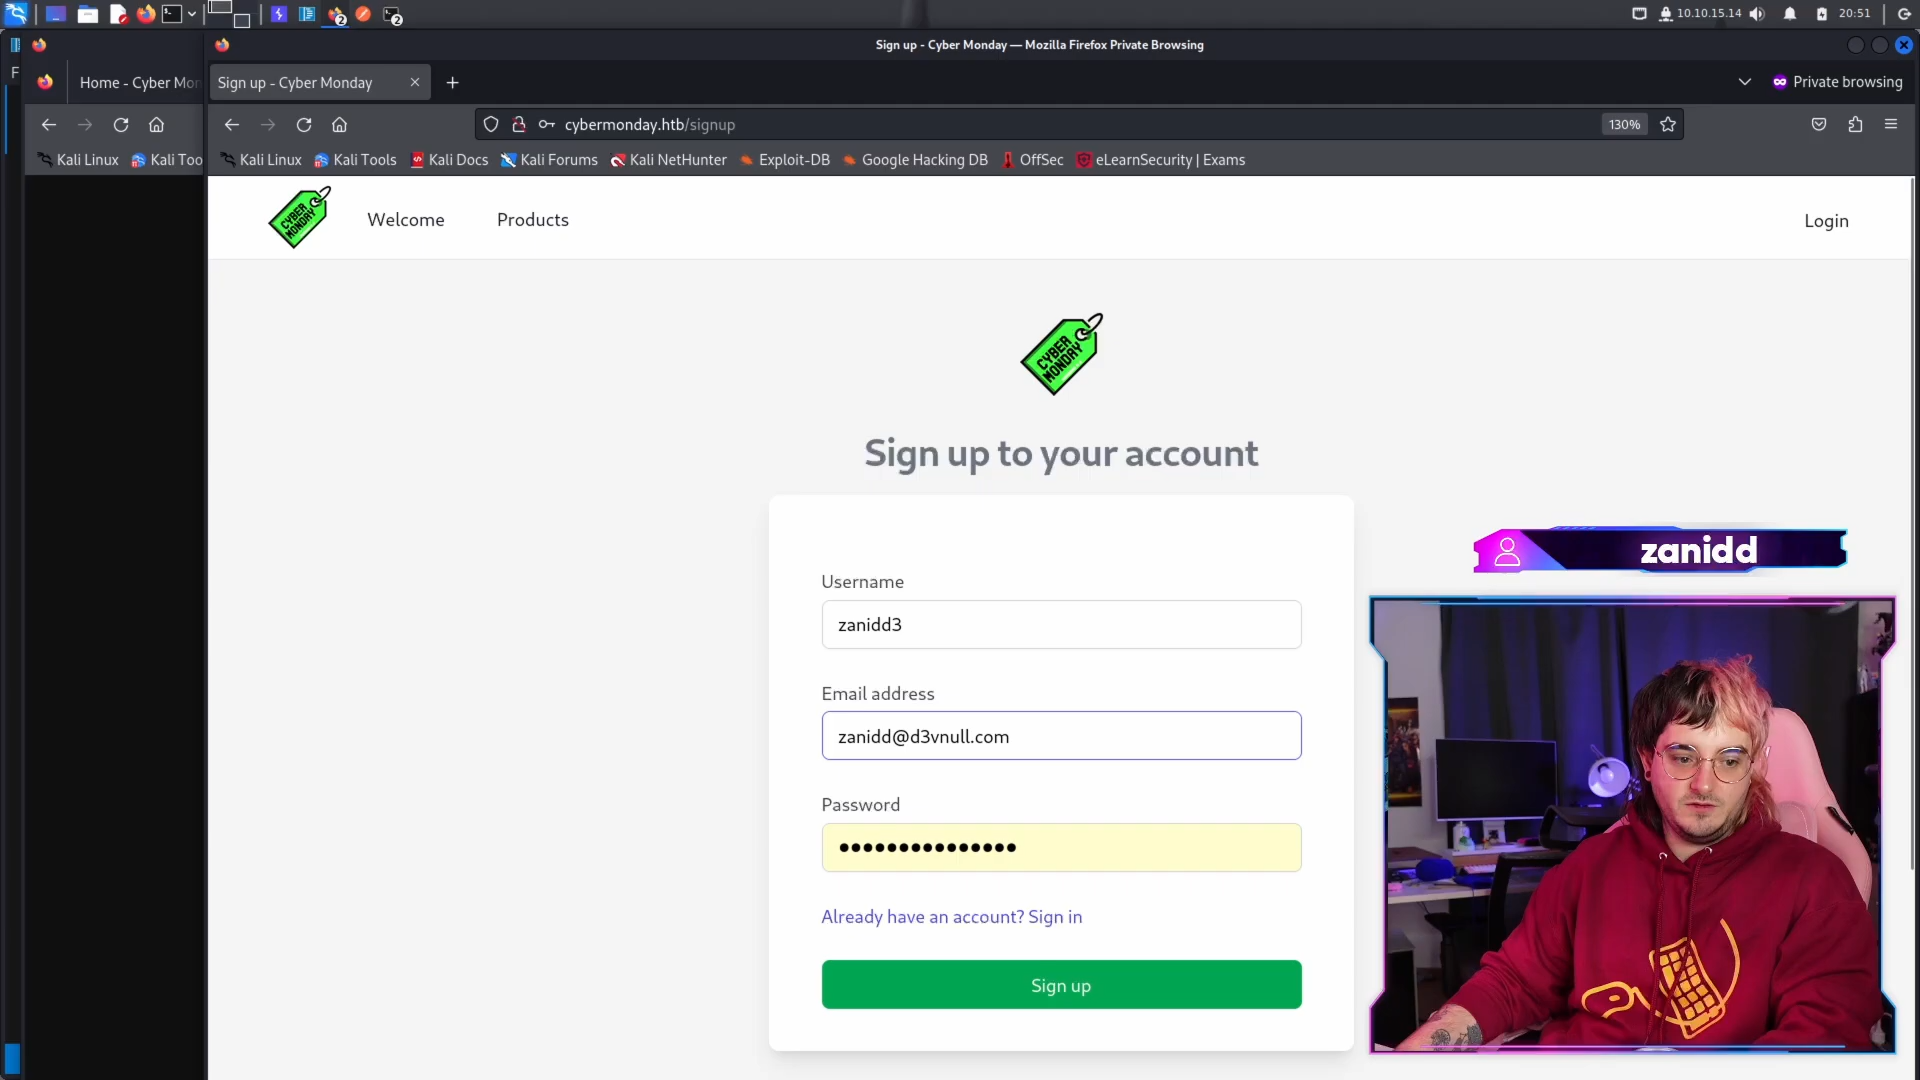 2
2
10.10.15.14
20:51
Sign up - Cyber Monday — Mozilla Firefox Private Browsing
F
Home - Cyber Mon
Sign up - Cyber Monday
Private browsing
cybermonday.htb/signup
130%
Kali Linux
Kali Too
Kali Linux
Kali Tools
Kali Docs
Kali Forums
Kali NetHunter
Exploit-DB
Google Hacking DB
OffSec
eLearnSecurity | Exams
CYBER
MONDAY
Welcome
Products
Login
CYBER
MONDAY
Sign up to your account
zanidd
Username
zanidd3
Email address
zanidd@d3vnull.com
Password
Already have an account? Sign in
Sign up